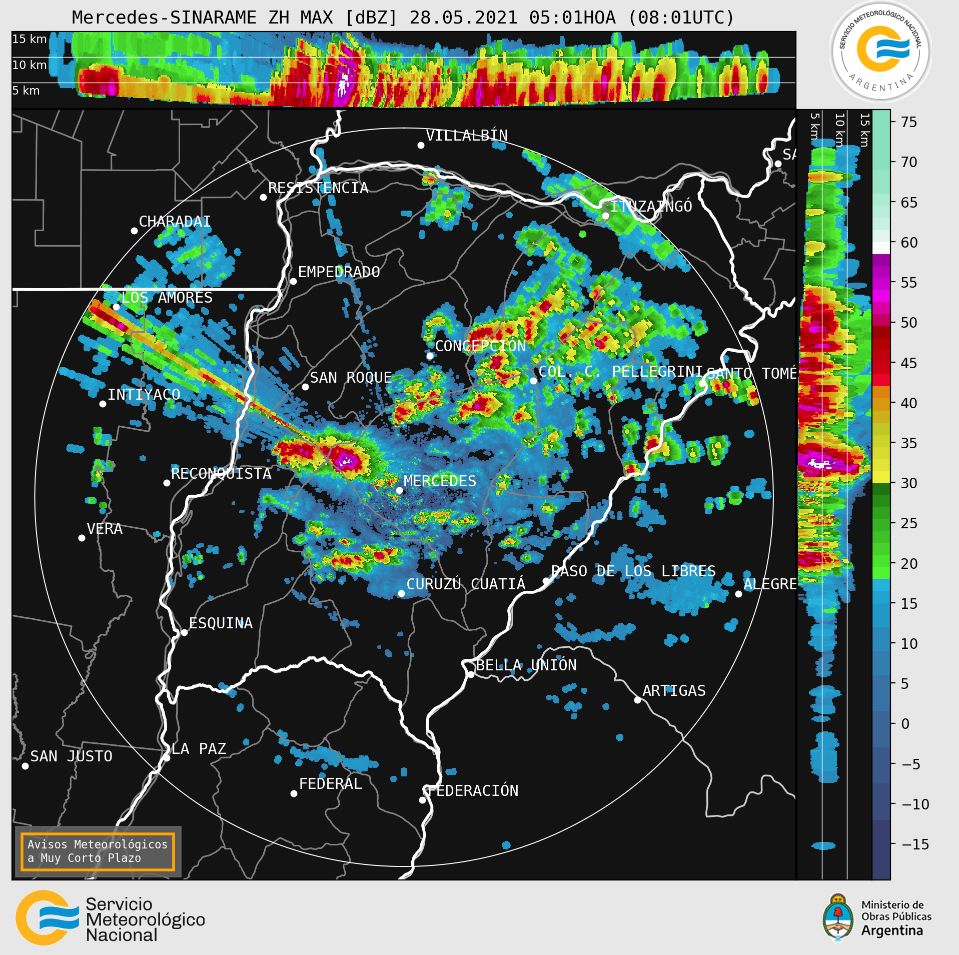 Mercedes-SINARAME ZH MAX [dBZ] 28.05.2021 05:01HOA (08:01UTC)
SERVICIO METEOROLÓGICO NACIONAL
ARGENTINA
15 km
10 km
5 km
5 km
10 km
15 km
VILLALBÍN
SA
RESISTENCIA
ITUZAINGÓ
CHARADAI
EMPEDRADO
LOS AMORES
CONCEPCIÓN
SAN ROQUE
COL. C. PELLEGRINI
SANTO TOMÉ
INTIYACO
RECONQUISTA
MERCEDES
VERA
PASO DE LOS LIBRES
CURUZÚ CUATIÁ
ALEGRE
ESQUINA
BELLA UNIÓN
ARTIGAS
LA PAZ
SAN JUSTO
FEDERAL
FEDERACIÓN
75
70
65
60
55
50
45
40
35
30
25
20
15
10
5
0
−5
−10
−15
Avisos Meteorológicos
a Muy Corto Plazo
Servicio
Meteorológico
Nacional
Ministerio de
Obras Públicas
Argentina